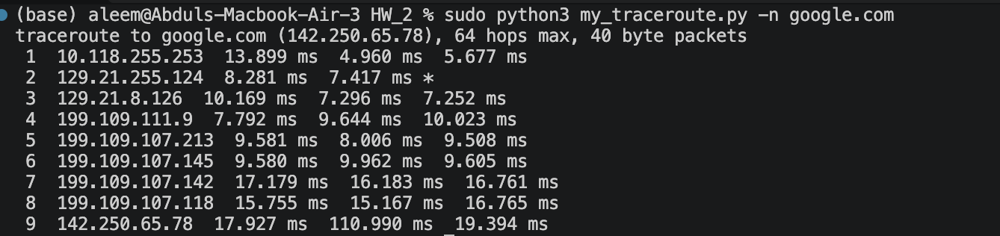 (base) aleem@Abduls-Macbook-Air-3 HW_2 % sudo python3 my_traceroute.py -n google.com
traceroute to google.com (142.250.65.78), 64 hops max, 40 byte packets
1  10.118.255.253  13.899 ms  4.960 ms  5.677 ms
2  129.21.255.124  8.281 ms  7.417 ms *
3  129.21.8.126  10.169 ms  7.296 ms  7.252 ms
4  199.109.111.9  7.792 ms  9.644 ms  10.023 ms
5  199.109.107.213  9.581 ms  8.006 ms  9.508 ms
6  199.109.107.145  9.580 ms  9.962 ms  9.605 ms
7  199.109.107.142  17.179 ms  16.183 ms  16.761 ms
8  199.109.107.118  15.755 ms  15.167 ms  16.765 ms
9  142.250.65.78  17.927 ms  110.990 ms  19.394 ms